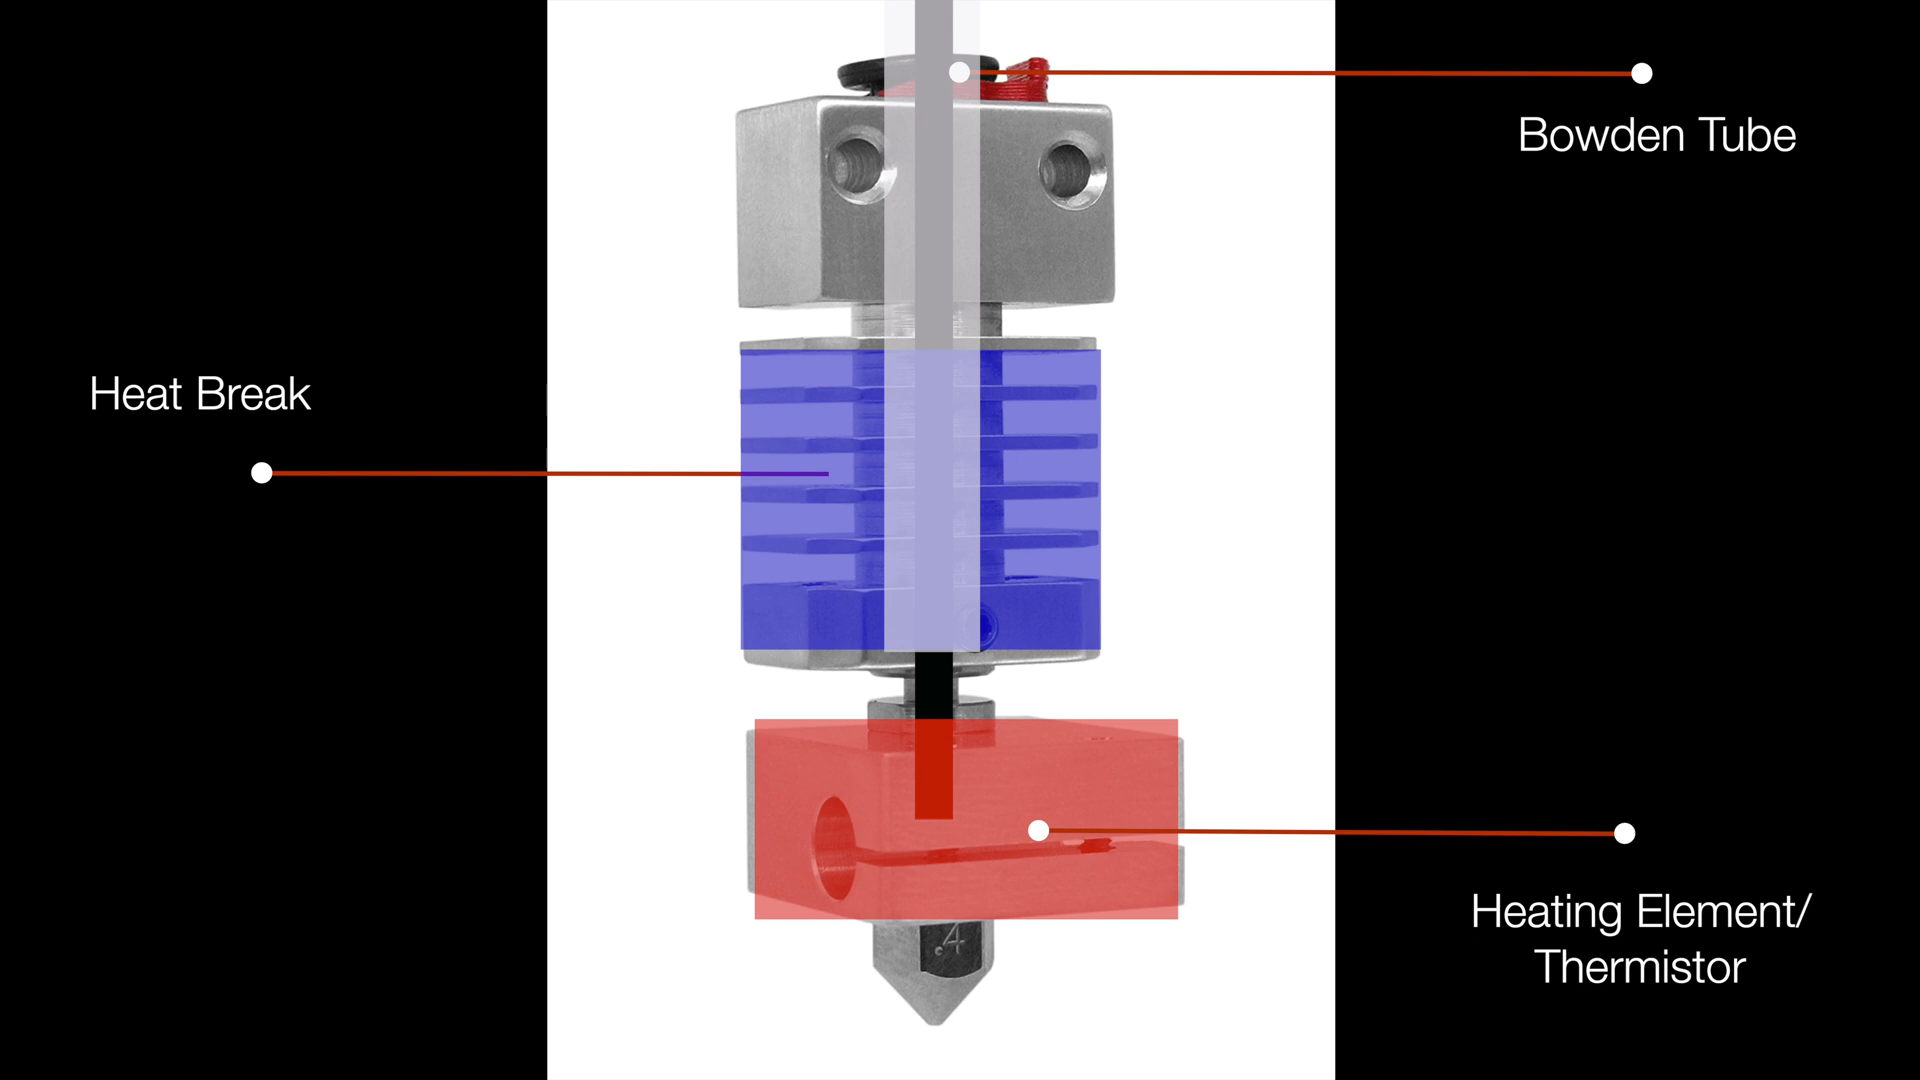 Bowden Tube
Heat Break
Heating Element/
Thermistor
.4